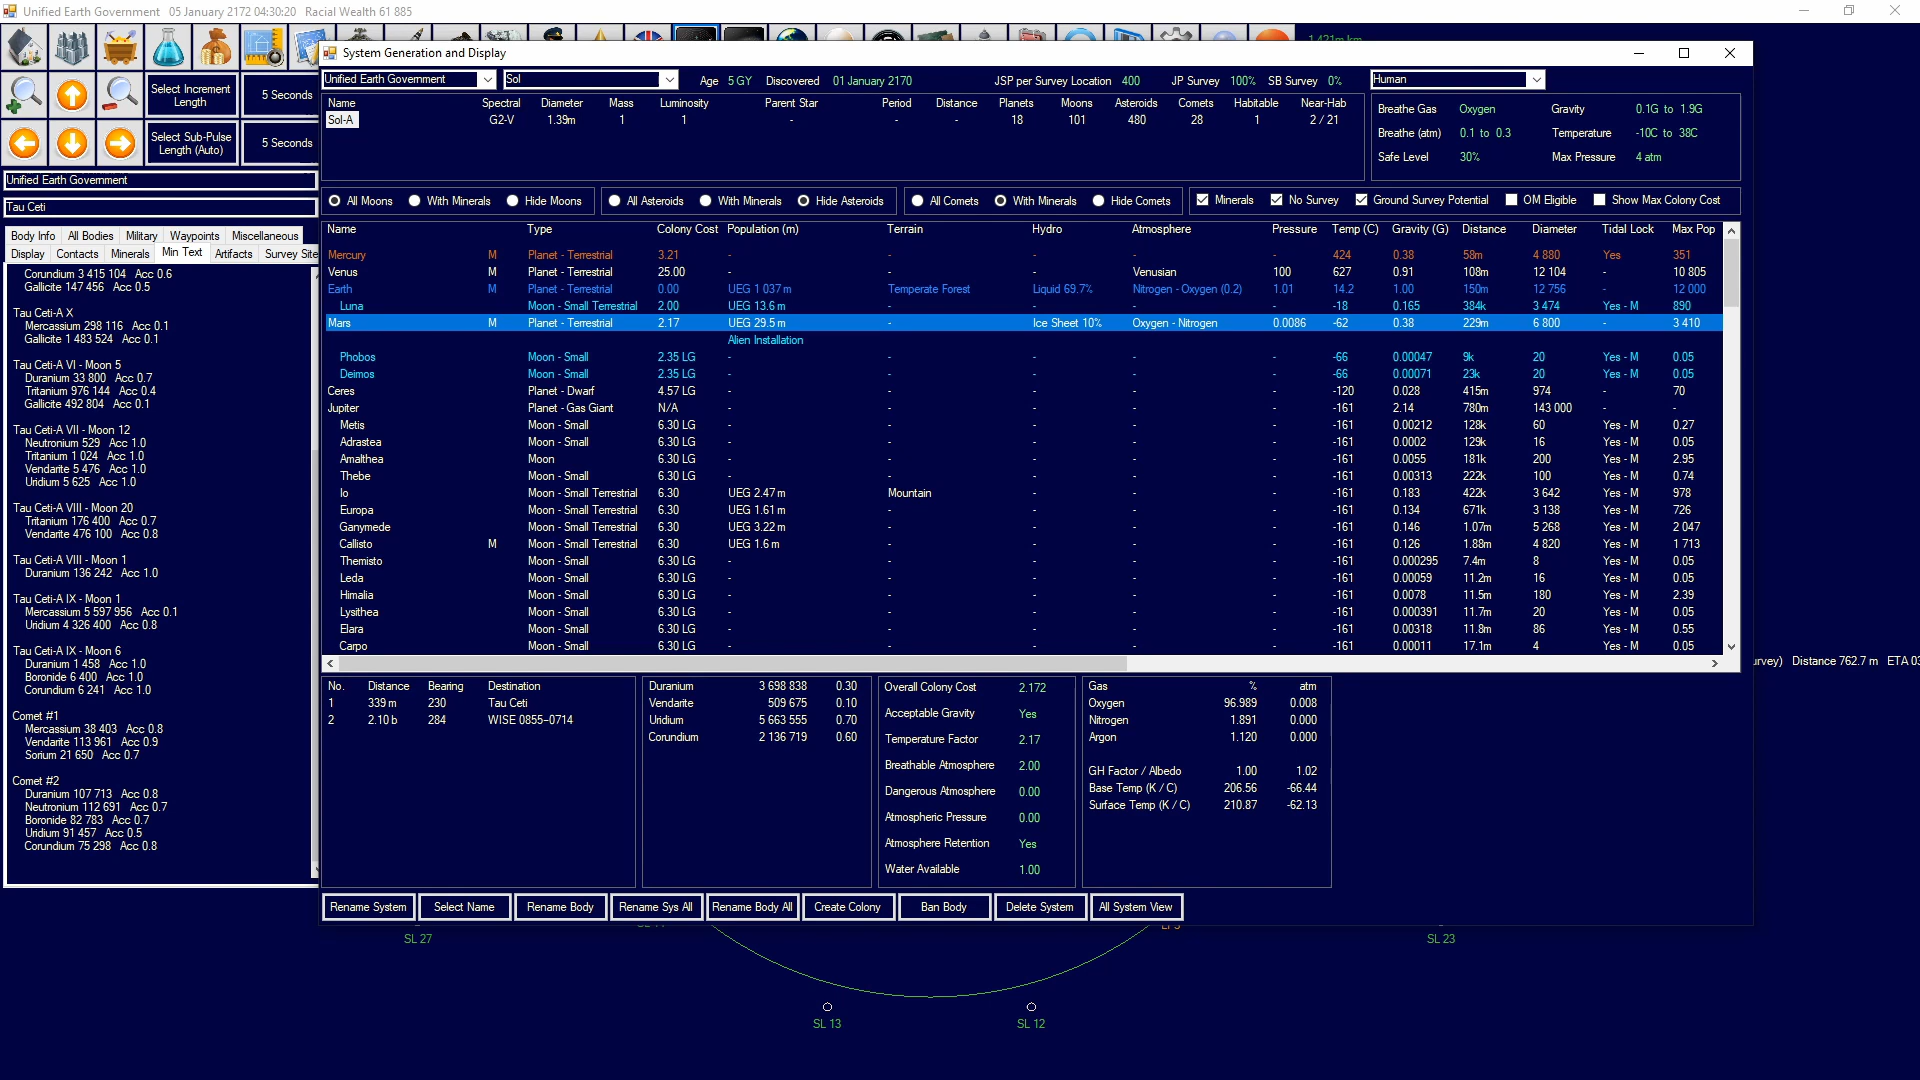 Unified Earth Government   05 January 2172 04:30:20   Racial Wealth 61 885
System Generation and Display
Select Increment Length
5 Seconds
Select Sub-Pulse Length (Auto)
5 Seconds
Unified Earth Government
Tau Ceti
Body Info All Bodies Military Waypoints Miscellaneous
Display Contacts Minerals Min Text Artifacts Survey Site
Corundum 3 415 104 Acc 0.6
Gallicite 147 456 Acc 0.5
Tau Ceti-A X
Mercassium 298 116 Acc 0.1
Gallicite 1 483 524 Acc 0.1
Tau Ceti-A VI - Moon 5
Duranium 33 800 Acc 0.7
Tritanium 976 144 Acc 0.4
Gallicite 492 804 Acc 0.1
Tau Ceti-A VII - Moon 12
Neutronium 529 Acc 1.0
Tritanium 1 024 Acc 1.0
Vendarite 5 476 Acc 1.0
Uridium 5 625 Acc 1.0
Tau Ceti-A VIII - Moon 20
Tritanium 176 400 Acc 0.7
Vendarite 476 100 Acc 0.8
Tau Ceti-A VIII - Moon 1
Duranium 136 242 Acc 1.0
Tau Ceti-A IX - Moon 1
Mercassium 5 597 956 Acc 0.1
Uridium 4 326 400 Acc 0.8
Tau Ceti-A IX - Moon 6
Duranium 1 458 Acc 1.0
Boronide 6 400 Acc 1.0
Corundum 6 241 Acc 1.0
Comet #1
Mercassium 38 403 Acc 0.8
Vendarite 113 961 Acc 0.9
Sorium 21 650 Acc 0.7
Comet #2
Duranium 107 713 Acc 0.8
Neutronium 112 691 Acc 0.7
Boronide 82 783 Acc 0.7
Uridium 91 457 Acc 0.5
Corundum 75 298 Acc 0.8
Unified Earth Government Sol Age 5 GY Discovered 01 January 2170 JSP per Survey Location 400 JP Survey 100% SB Survey 0% Human
Name Spectral Diameter Mass Luminosity Parent Star Period Distance Planets Moons Asteroids Comets Habitable Near-Hab
Sol-A G2-V 1.39m 1 1 - - - 18 101 480 28 1 2 / 21
Breathe Gas Oxygen Gravity 0.1G to 1.9G
Breathe (atm) 0.1 to 0.3 Temperature -10C to 38C
Safe Level 30% Max Pressure 4 atm
All Moons With Minerals Hide Moons All Asteroids With Minerals Hide Asteroids All Comets With Minerals Hide Comets Minerals No Survey Ground Survey Potential OM Eligible Show Max Colony Cost
Name Type Colony Cost Population (m) Terrain Hydro Atmosphere Pressure Temp (C) Gravity (G) Distance Diameter Tidal Lock Max Pop
Mercury M Planet - Terrestrial 3.21 - - - - - 424 0.38 58m 4 880 Yes 351
Venus M Planet - Terrestrial 25.00 - - - Venusian 100 627 0.91 108m 12 104 - 10 805
Earth M Planet - Terrestrial 0.00 UEG 1 037 m Temperate Forest Liquid 69.7% Nitrogen - Oxygen (0.2) 1.01 14.2 1.00 150m 12 756 - 12 000
Luna Moon - Small Terrestrial 2.00 UEG 13.6 m - - - - -18 0.165 384k 3 474 Yes - M 890
Mars M Planet - Terrestrial 2.17 UEG 29.5 m - Ice Sheet 10% Oxygen - Nitrogen 0.0086 -62 0.38 229m 6 800 - 3 410
Alien Installation
Phobos Moon - Small 2.35 LG - - - - - -66 0.00047 9k 20 Yes - M 0.05
Deimos Moon - Small 2.35 LG - - - - - -66 0.00071 23k 20 Yes - M 0.05
Ceres Planet - Dwarf 4.57 LG - - - - - -120 0.028 415m 974 - 70
Jupiter Planet - Gas Giant N/A - - - - - -161 2.14 780m 143 000 - -
Metis Moon - Small 6.30 LG - - - - - -161 0.00212 128k 60 Yes - M 0.27
Adrastea Moon - Small 6.30 LG - - - - - -161 0.0002 129k 16 Yes - M 0.05
Amalthea Moon 6.30 LG - - - - - -161 0.0055 181k 200 Yes - M 2.95
Thebe Moon - Small 6.30 LG - - - - - -161 0.00313 222k 100 Yes - M 0.74
Io Moon - Small Terrestrial 6.30 UEG 2.47 m Mountain - - - -161 0.183 422k 3 642 Yes - M 978
Europa Moon - Small Terrestrial 6.30 UEG 1.61 m - - - - -161 0.134 671k 3 138 Yes - M 726
Ganymede Moon - Small Terrestrial 6.30 UEG 3.22 m - - - - -161 0.146 1.07m 5 268 Yes - M 2 047
Callisto M Moon - Small Terrestrial 6.30 UEG 1.6 m - - - - -161 0.126 1.88m 4 820 Yes - M 1 713
Themisto Moon - Small 6.30 LG - - - - - -161 0.000295 7.4m 8 Yes - M 0.05
Leda Moon - Small 6.30 LG - - - - - -161 0.00059 11.2m 16 Yes - M 0.05
Himalia Moon - Small 6.30 LG - - - - - -161 0.0078 11.5m 180 Yes - M 2.39
Lysithea Moon - Small 6.30 LG - - - - - -161 0.000391 11.7m 20 Yes - M 0.05
Elara Moon - Small 6.30 LG - - - - - -161 0.00318 11.8m 86 Yes - M 0.55
Carpo Moon - Small 6.30 LG - - - - - -161 0.00011 17.1m 4 Yes - M 0.05
urvey) Distance 762.7 m ETA 03
No. Distance Bearing Destination
1 339 m 230 Tau Ceti
2 2.10 b 284 WISE 0855-0714
Duranium 3 698 838 0.30
Vendarite 509 675 0.10
Uridium 5 663 555 0.70
Corundum 2 136 719 0.60
Overall Colony Cost 2.172
Acceptable Gravity Yes
Temperature Factor 2.17
Breathable Atmosphere 2.00
Dangerous Atmosphere 0.00
Atmospheric Pressure 0.00
Atmosphere Retention Yes
Water Available 1.00
Gas % atm
Oxygen 96.989 0.008
Nitrogen 1.891 0.000
Argon 1.120 0.000
GH Factor / Albedo 1.00 1.02
Base Temp (K / C) 206.56 -66.44
Surface Temp (K / C) 210.87 -62.13
Rename System Select Name Rename Body Rename Sys All Rename Body All Create Colony Ban Body Delete System All System View
SL 27
SL 23
SL 13
SL 12